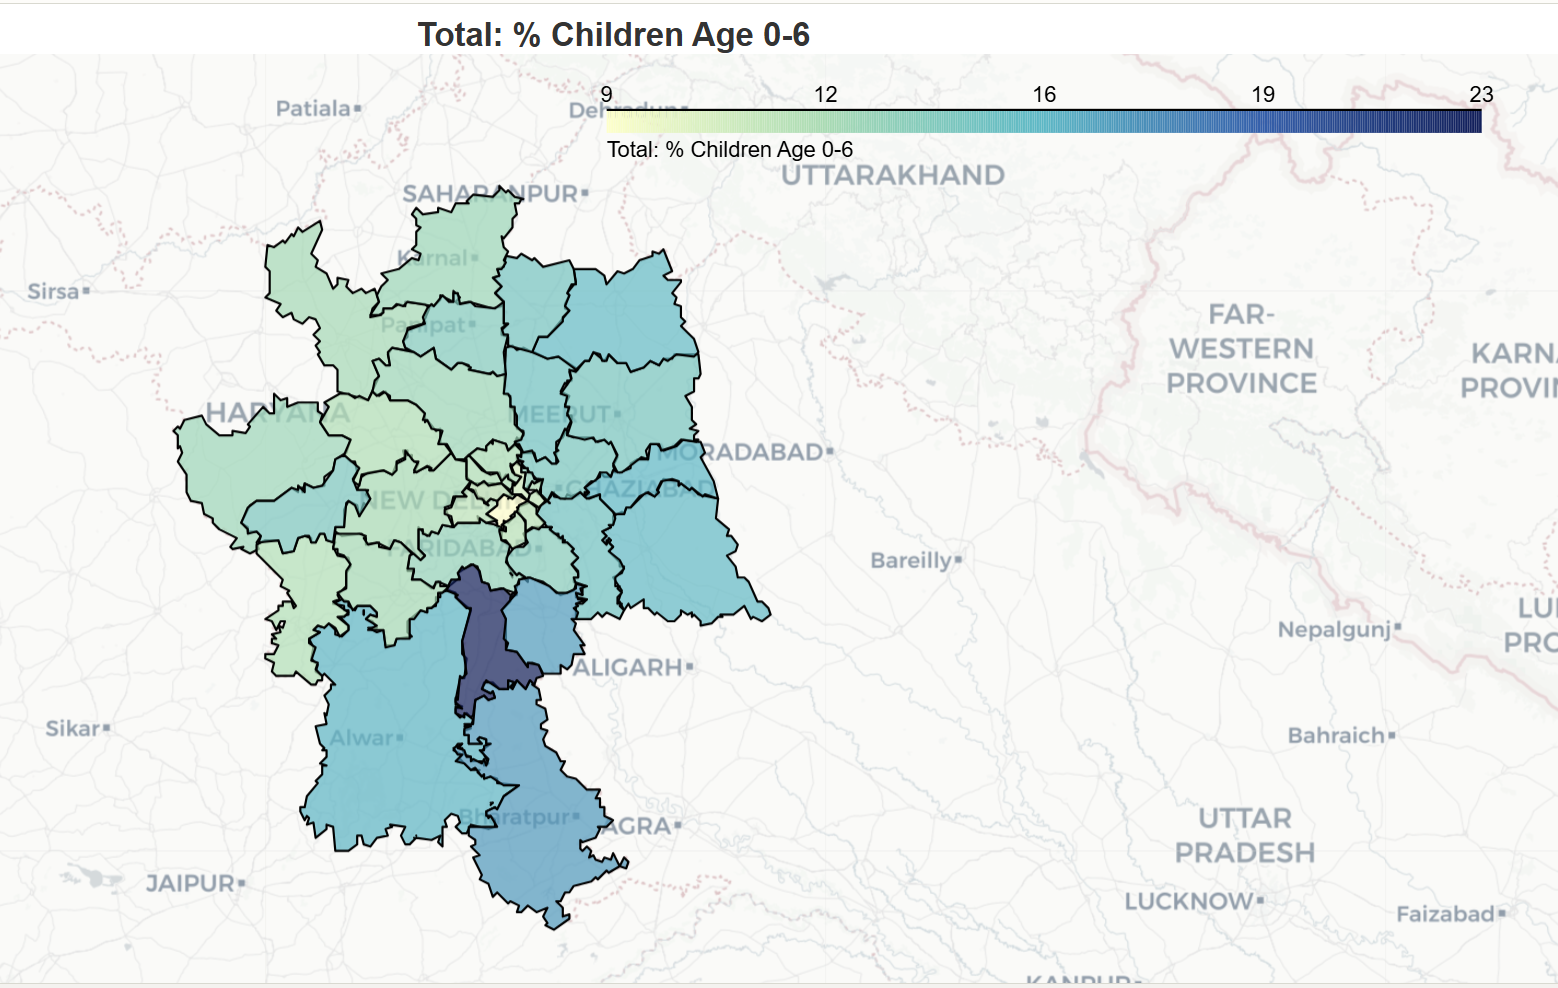 Total: % Children Age 0-6
9 12 16 19 23
Total: % Children Age 0-6
Patiala
Dehradun
UTTARAKHAND
SAHARANPUR
Karnal
Sirsa
Panipat
FAR-
WESTERN
PROVINCE
HARYANA
MEERUT
MORADABAD
NEW DEL
GHAZIABAD
FARIDABAD
Bareilly
Nepalgunj
ALIGARH
Sikar
Alwar
Bahraich
Bharatpur
AGRA
UTTAR
PRADESH
JAIPUR
LUCKNOW
Faizabad
KANPUR
KARNA
PROVIN
LU
PRO